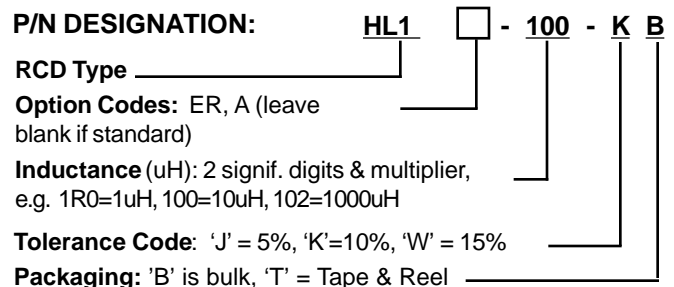 P/N DESIGNATION: HL1 □ - 100 - K B
RCD Type
Option Codes: ER, A (leave
blank if standard)
Inductance (uH): 2 signif. digits & multiplier,
e.g. 1R0=1uH, 100=10uH, 102=1000uH
Tolerance Code: ‘J’ = 5%, ‘K’=10%, ‘W’ = 15%
Packaging: ’B’ is bulk, ‘T’ = Tape & Reel